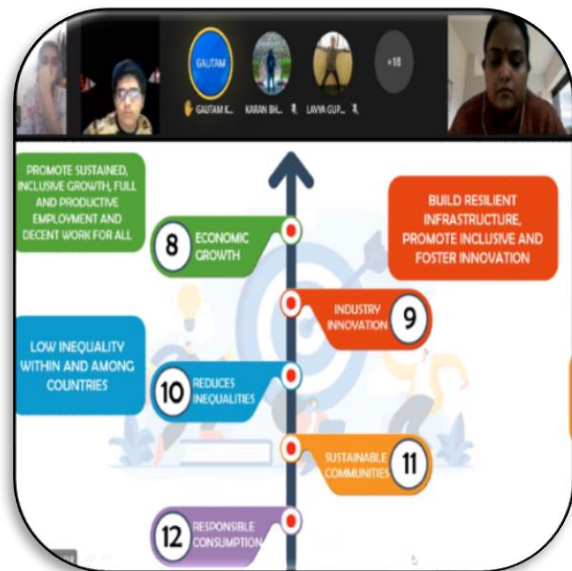 GAUTAM
+18
GAUTAM K...
KARAN BH...
LAVYA GUP...
PROMOTE SUSTAINED,
INCLUSIVE GROWTH, FULL
AND PRODUCTIVE
EMPLOYMENT AND
DECENT WORK FOR ALL
8
ECONOMIC
GROWTH
BUILD RESILIENT
INFRASTRUCTURE,
PROMOTE INCLUSIVE AND
FOSTER INNOVATION
INDUSTRY
INNOVATION
9
LOW INEQUALITY
WITHIN AND AMONG
COUNTRIES
10
REDUCES
INEQUALITIES
SUSTAINABLE
COMMUNITIES
11
12
RESPONSIBLE
CONSUMPTION